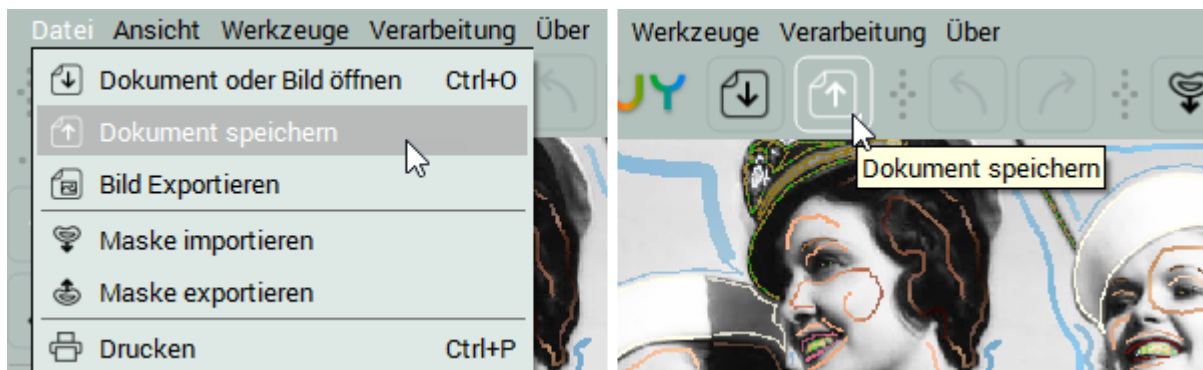 Datei Ansicht Werkzeuge Verarbeitung Über
Dokument oder Bild öffnen Ctrl+O
Dokument speichern
Bild Exportieren
Maske importieren
Maske exportieren
Drucken Ctrl+P
Werkzeuge Verarbeitung Über
UY
Dokument speichern